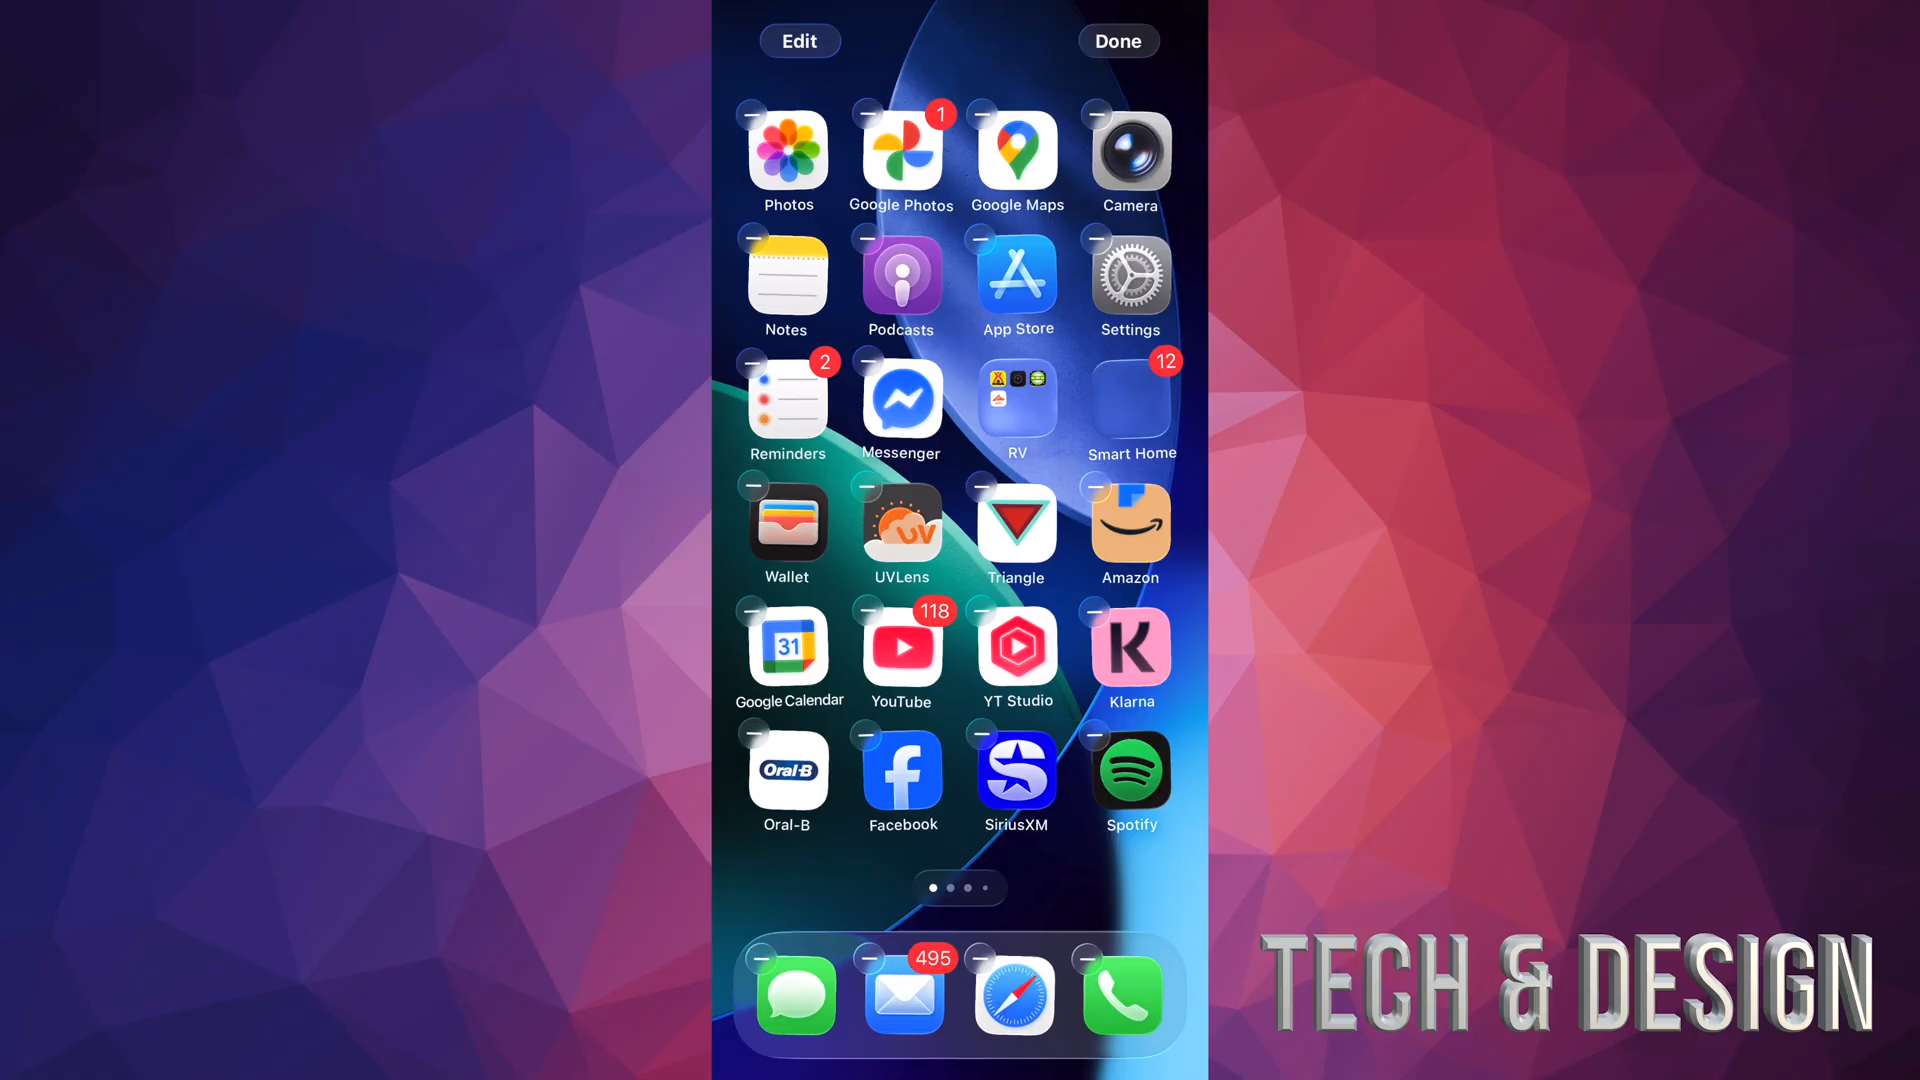 Edit Done
1
Photos Google Photos Google Maps Camera
Notes Podcasts App Store Settings
2 12
Reminders Messenger RV Smart Home
UV
Wallet UVLens Triangle Amazon
31 118
Google Calendar YouTube YT Studio Klarna
Oral-B
Oral-B Facebook SiriusXM Spotify
495
TECH & DESIGN